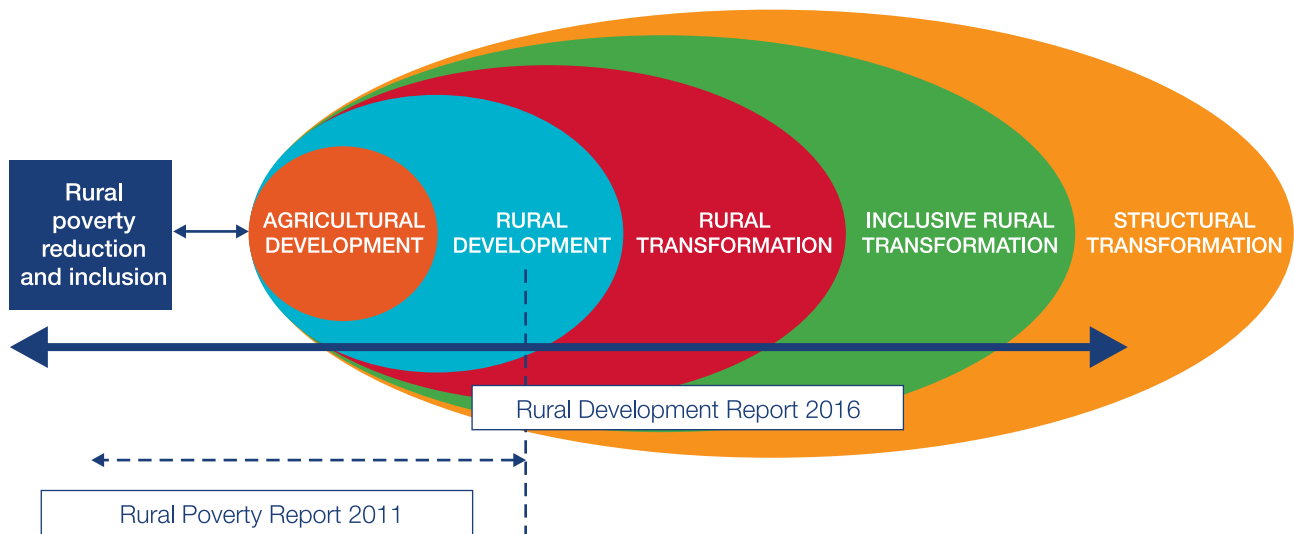 Rural
poverty
reduction
and inclusion
AGRICULTURAL
DEVELOPMENT
RURAL
DEVELOPMENT
RURAL
TRANSFORMATION
INCLUSIVE RURAL
TRANSFORMATION
STRUCTURAL
TRANSFORMATION
Rural Development Report 2016
Rural Poverty Report 2011